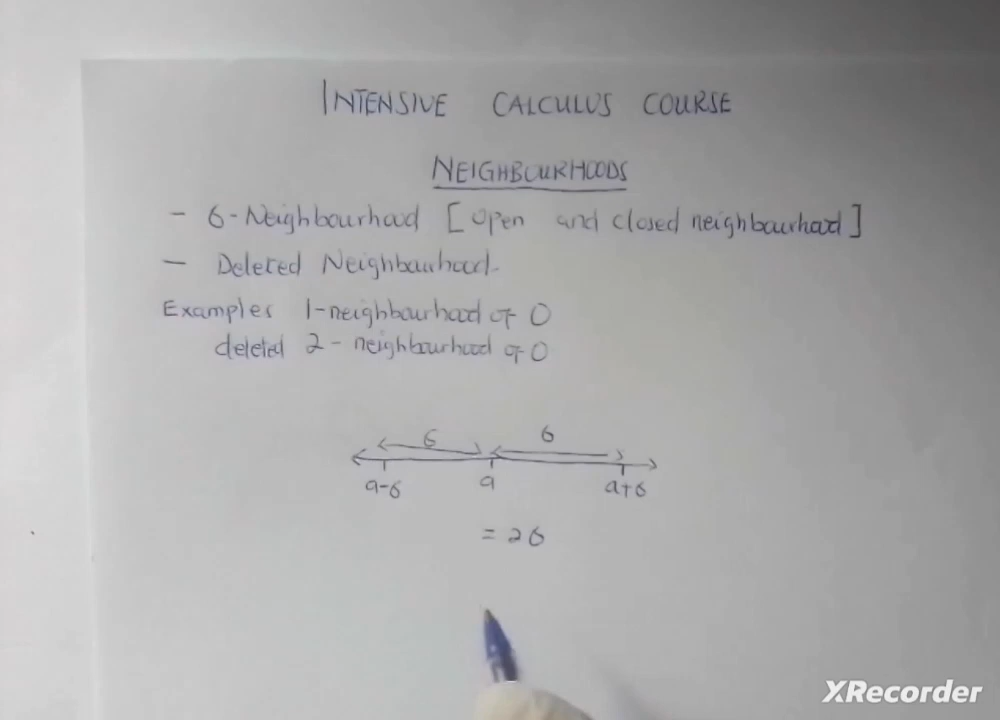 INTENSIVE CALCULUS COURSE
NEIGHBOURHOODS
- δ-Neighbourhood [open and closed neighbourhood]
- Deleted Neighbourhood.
Examples 1-neighbourhood of 0
deleted 2-neighbourhood of 0
δ δ
a-δ a a+δ
= 2δ
XRecorder